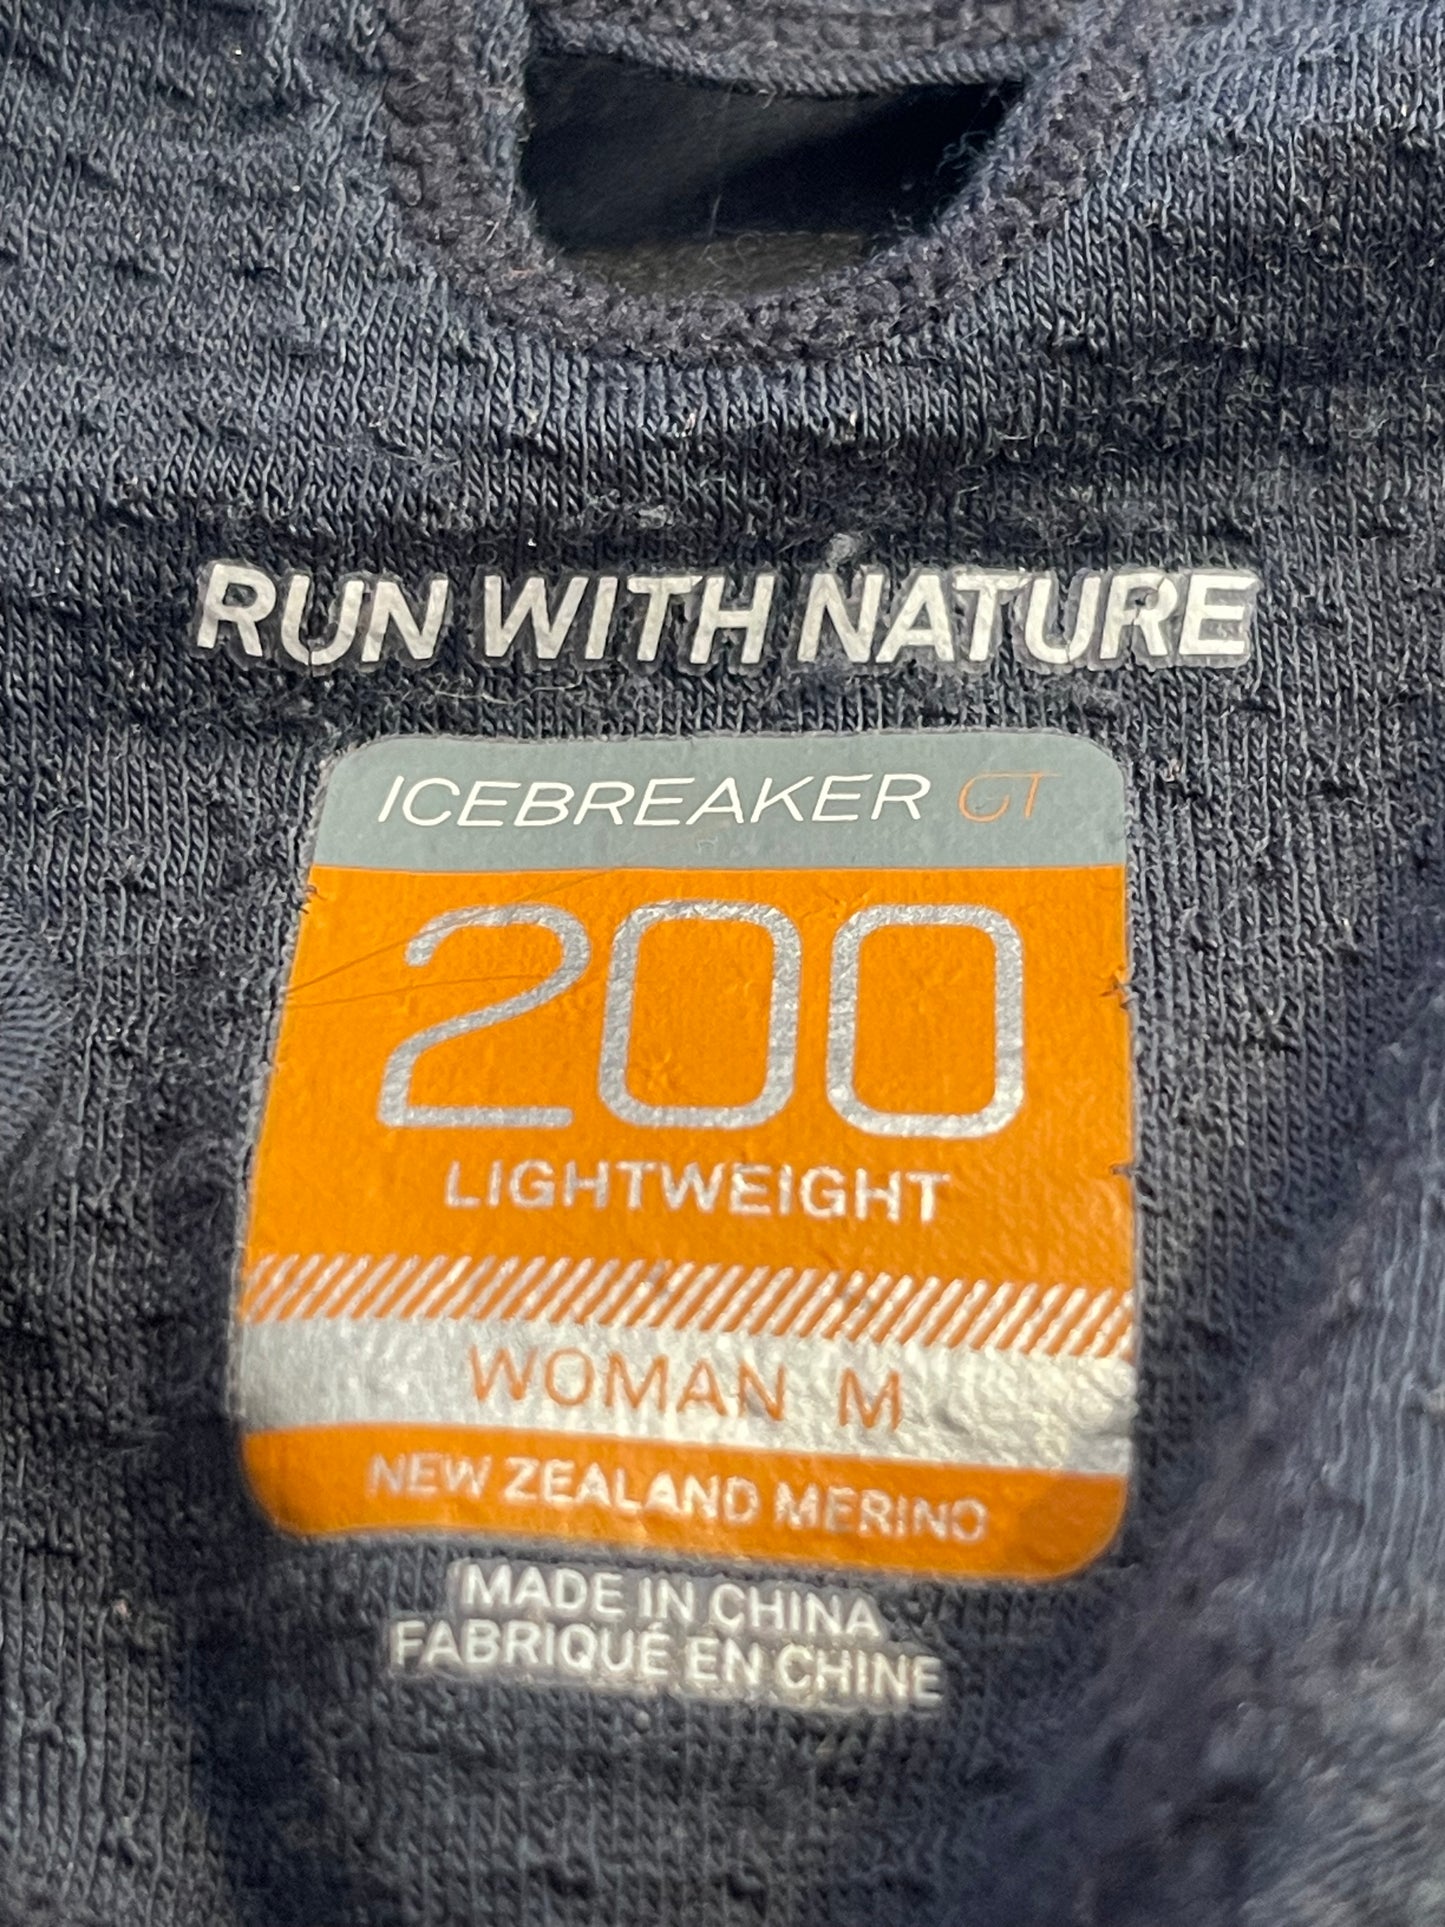 RUN WITH NATURE
ICEBREAKER GT
200
LIGHTWEIGHT
WOMAN M
NEW ZEALAND MERINO
MADE IN CHINA
FABRIQUÉ EN CHINE